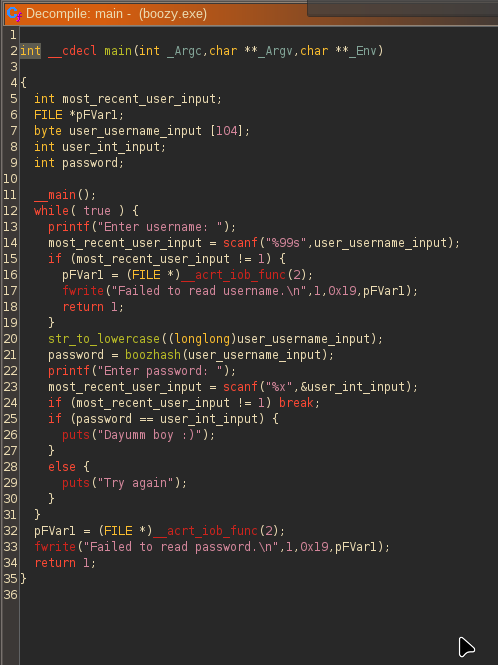 Decompile: main - (boozy.exe)
1
2 int __cdecl main(int _Argc,char **_Argv,char **_Env)
3
4 {
5 int most_recent_user_input;
6 FILE *pFVar1;
7 byte user_username_input [104];
8 int user_int_input;
9 int password;
10
11 __main();
12 while( true ) {
13 printf("Enter username: ");
14 most_recent_user_input = scanf("%99s",user_username_input);
15 if (most_recent_user_input != 1) {
16 pFVar1 = (FILE *)__acrt_iob_func(2);
17 fwrite("Failed to read username.\n",1,0x19,pFVar1);
18 return 1;
19 }
20 str_to_lowercase((longlong)user_username_input);
21 password = boozhash(user_username_input);
22 printf("Enter password: ");
23 most_recent_user_input = scanf("%x",&user_int_input);
24 if (most_recent_user_input != 1) break;
25 if (password == user_int_input) {
26 puts("Dayumm boy :)");
27 }
28 else {
29 puts("Try again");
30 }
31 }
32 pFVar1 = (FILE *)__acrt_iob_func(2);
33 fwrite("Failed to read password.\n",1,0x19,pFVar1);
34 return 1;
35 }
36